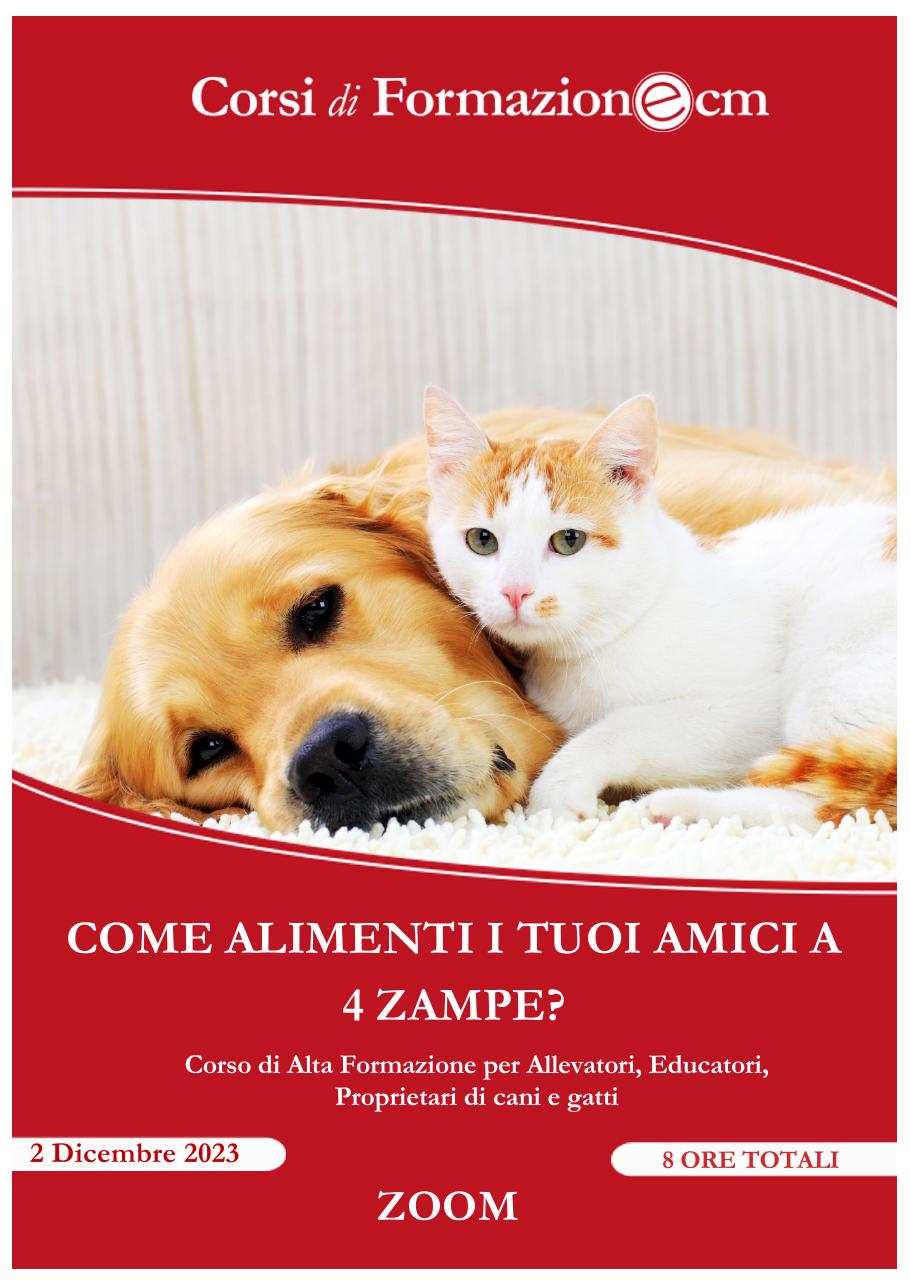 Corsi di Formazionecm
COME ALIMENTI I TUOI AMICI A
4 ZAMPE?
Corso di Alta Formazione per Allevatori, Educatori,
Proprietari di cani e gatti
2 Dicembre 2023
8 ORE TOTALI
ZOOM